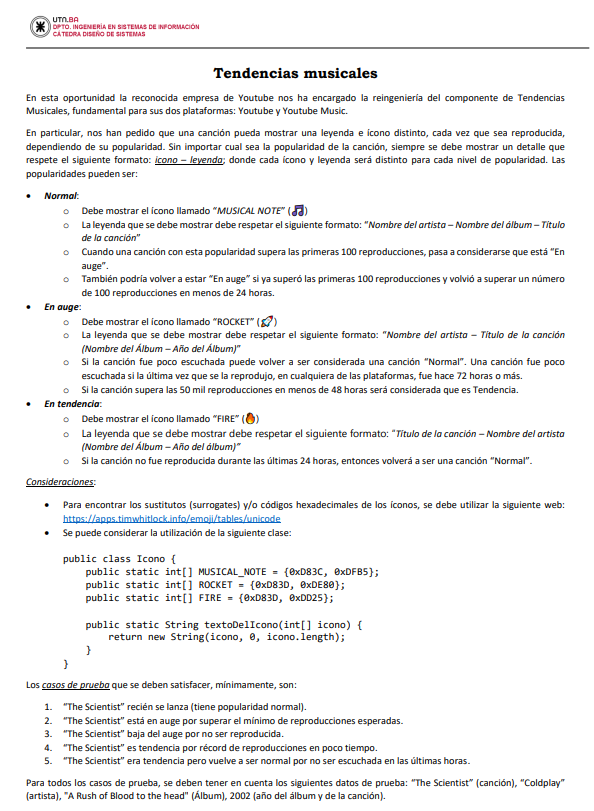 UTN.BA
DPTO. INGENIERÍA EN SISTEMAS DE INFORMACIÓN
CÁTEDRA DISEÑO DE SISTEMAS
Tendencias musicales
En esta oportunidad la reconocida empresa de Youtube nos ha encargado la reingeniería del componente de Tendencias
Musicales, fundamental para sus dos plataformas: Youtube y Youtube Music.
En particular, nos han pedido que una canción pueda mostrar una leyenda e ícono distinto, cada vez que sea reproducida,
dependiendo de su popularidad. Sin importar cual sea la popularidad de la canción, siempre se debe mostrar un detalle que
respete el siguiente formato: icono – leyenda; donde cada ícono y leyenda será distinto para cada nivel de popularidad. Las
popularidades pueden ser:
• Normal:
o Debe mostrar el ícono llamado “MUSICAL NOTE” (🎵)
o La leyenda que se debe mostrar debe respetar el siguiente formato: “Nombre del artista – Nombre del álbum – Título
de la canción”
o Cuando una canción con esta popularidad supera las primeras 100 reproducciones, pasa a considerarse que está “En
auge”.
o También podría volver a estar “En auge” si ya superó las primeras 100 reproducciones y volvió a superar un número
de 100 reproducciones en menos de 24 horas.
• En auge:
o Debe mostrar el ícono llamado “ROCKET” (🚀)
o La leyenda que se debe mostrar debe respetar el siguiente formato: “Nombre del artista – Título de la canción
(Nombre del Álbum – Año del Álbum)”
o Si la canción fue poco escuchada puede volver a ser considerada una canción “Normal”. Una canción fue poco
escuchada si la última vez que se la reprodujo, en cualquiera de las plataformas, fue hace 72 horas o más.
o Si la canción supera las 50 mil reproducciones en menos de 48 horas será considerada que es Tendencia.
• En tendencia:
o Debe mostrar el ícono llamado “FIRE” (🔥)
o La leyenda que se debe mostrar debe respetar el siguiente formato: “Título de la canción – Nombre del artista
(Nombre del Álbum – Año del álbum)”
o Si la canción no fue reproducida durante las últimas 24 horas, entonces volverá a ser una canción “Normal”.
Consideraciones:
• Para encontrar los sustitutos (surrogates) y/o códigos hexadecimales de los íconos, se debe utilizar la siguiente web:
https://apps.timwhitlock.info/emoji/tables/unicode
• Se puede considerar la utilización de la siguiente clase:
public class Icono {
public static int[] MUSICAL_NOTE = {0xD83C, 0xDFB5};
public static int[] ROCKET = {0xD83D, 0xDE80};
public static int[] FIRE = {0xD83D, 0xDD25};
public static String textoDelIcono(int[] icono) {
return new String(icono, 0, icono.length);
}
}
Los casos de prueba que se deben satisfacer, mínimamente, son:
1. “The Scientist” recién se lanza (tiene popularidad normal).
2. “The Scientist” está en auge por superar el mínimo de reproducciones esperadas.
3. “The Scientist” baja del auge por no ser reproducida.
4. “The Scientist” es tendencia por récord de reproducciones en poco tiempo.
5. “The Scientist” era tendencia pero vuelve a ser normal por no ser escuchada en las últimas horas.
Para todos los casos de prueba, se deben tener en cuenta los siguientes datos de prueba: “The Scientist” (canción), “Coldplay”
(artista), "A Rush of Blood to the head" (Álbum), 2002 (año del álbum y de la canción).